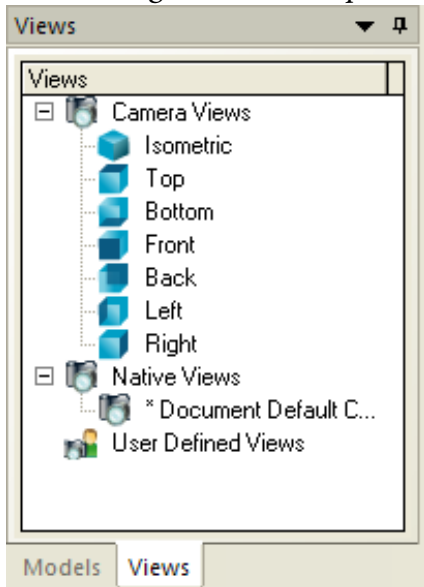 Views
Views
Camera Views
Isometric
Top
Bottom
Front
Back
Left
Right
Native Views
* Document Default C...
User Defined Views
Models Views